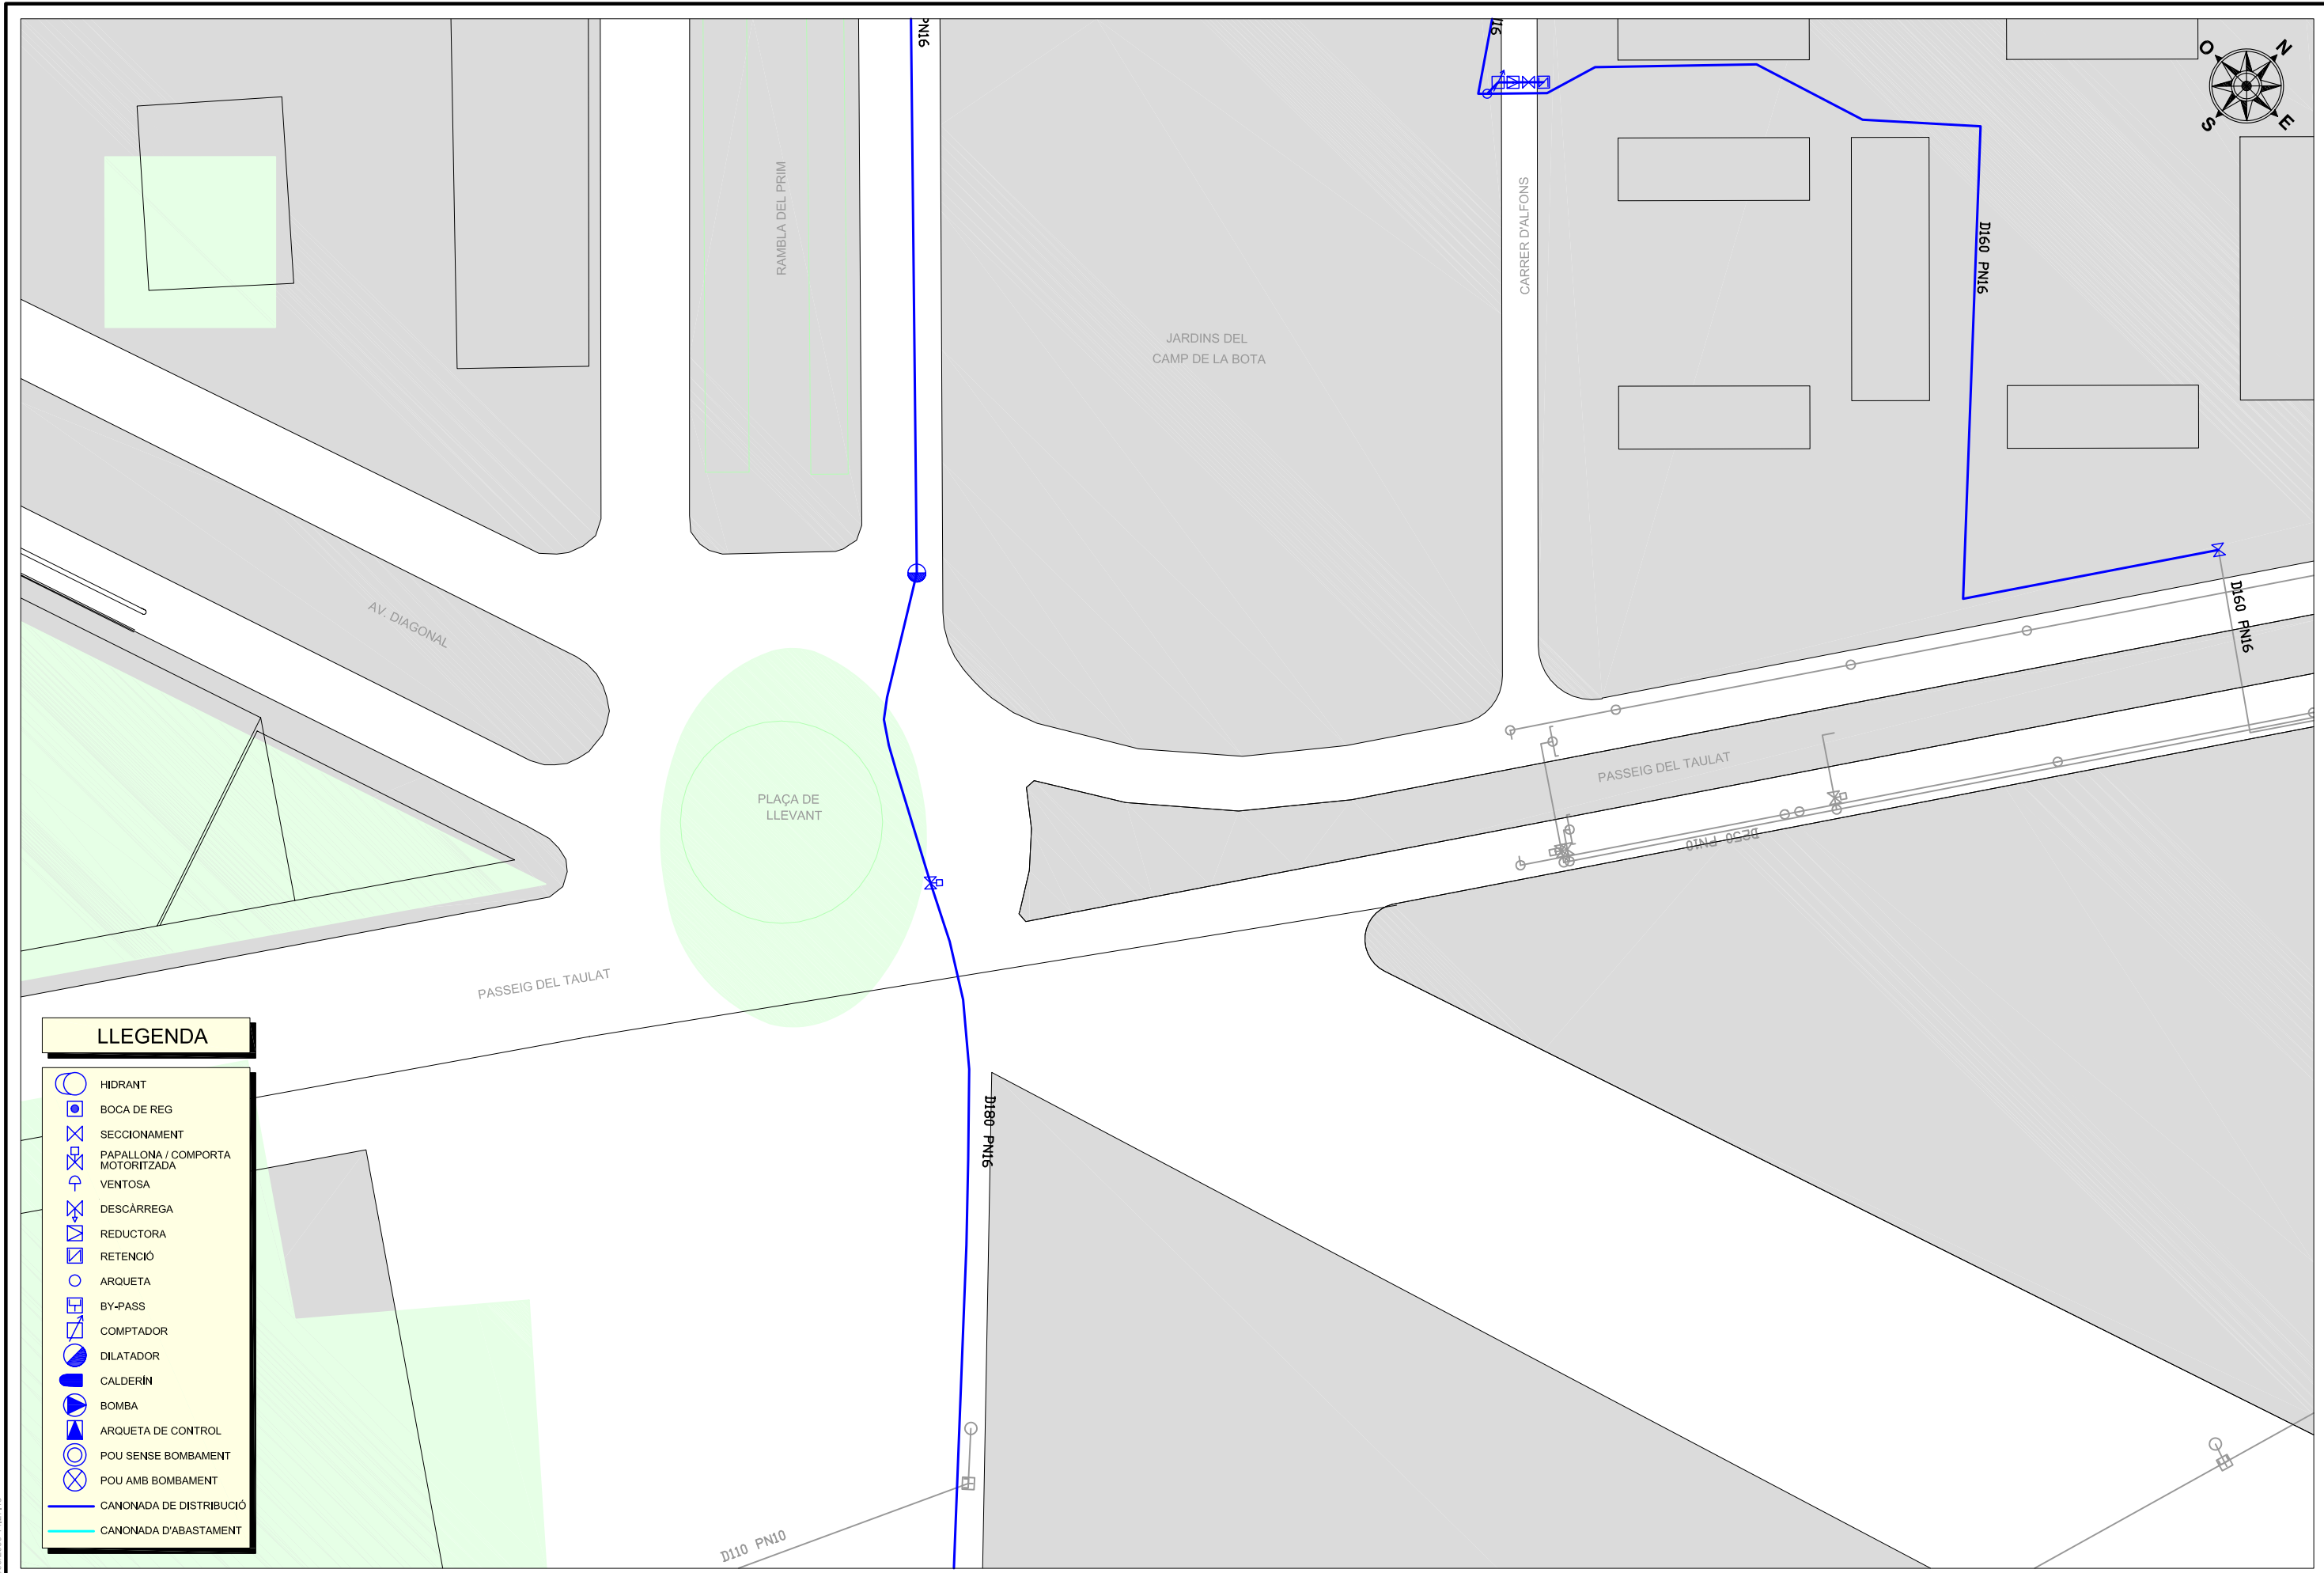 PN16
O
N
S
E
RAMBLA DEL PRIM
CARRER D'ALFONS
D160 PN16
JARDINS DEL
CAMP DE LA BOTA
AV. DIAGONAL
D160 PN16
PASSEIG DEL TAULAT
PLAÇA DE
LLEVANT
D250 PN10
PASSEIG DEL TAULAT
D180 PN16
D110 PN10
LLEGENDA
HIDRANT
BOCA DE REG
SECCIONAMENT
PAPALLONA / COMPORTA
MOTORITZADA
VENTOSA
DESCÀRREGA
REDUCTORA
RETENCIÓ
ARQUETA
BY-PASS
COMPTADOR
DILATADOR
CALDERÍN
BOMBA
ARQUETA DE CONTROL
POU SENSE BOMBAMENT
POU AMB BOMBAMENT
CANONADA DE DISTRIBUCIÓ
CANONADA D'ABASTAMENT